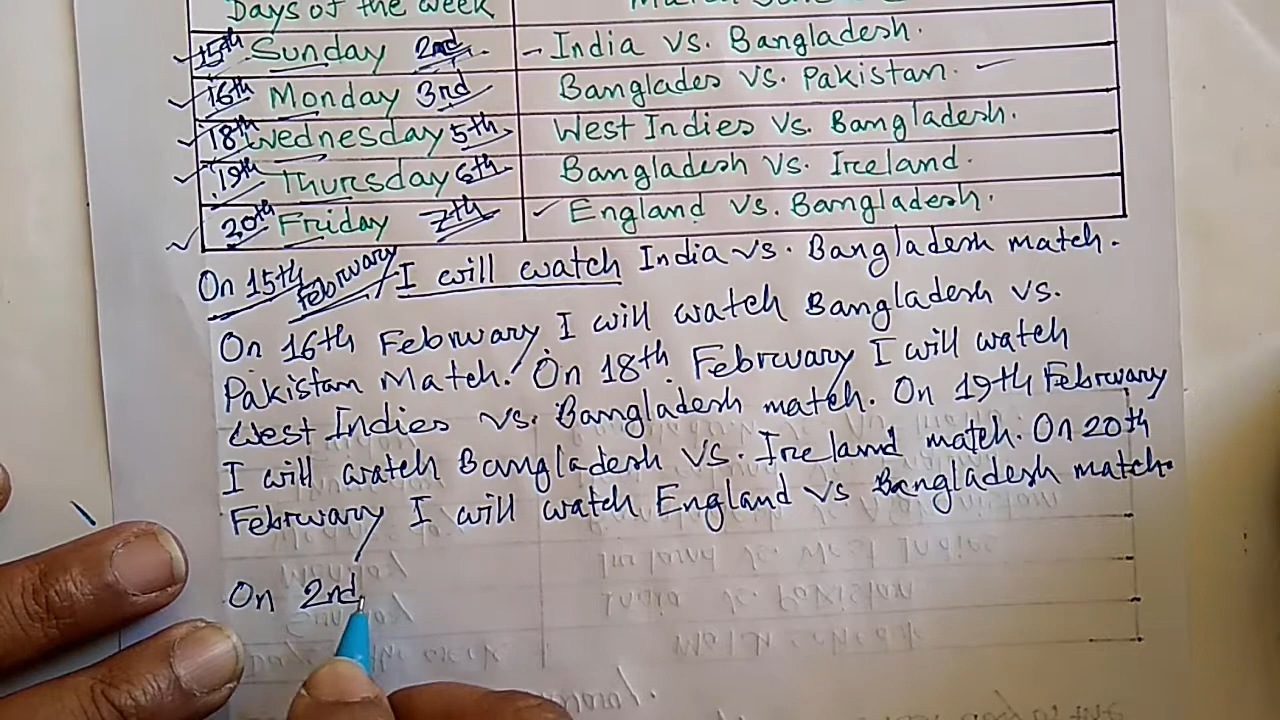 Days of the week
15th Sunday 2nd - India vs. Bangladesh.
16th Monday 3rd Banglades vs. Pakistan.
18th Wednesday 5th West Indies vs. Bangladesh.
19th Thursday 6th Bangladesh vs. Ireland.
20th Friday 7th England vs. Bangladesh.
On 15th February I will watch India vs. Bangladesh match.
On 16th February I will watch Bangladesh vs.
Pakistan Match. On 18th February I will watch
West Indies vs. Bangladesh match. On 19th February
I will watch Bangladesh vs. Ireland match. On 20th
February I will watch England vs Bangladesh match.
On 2nd